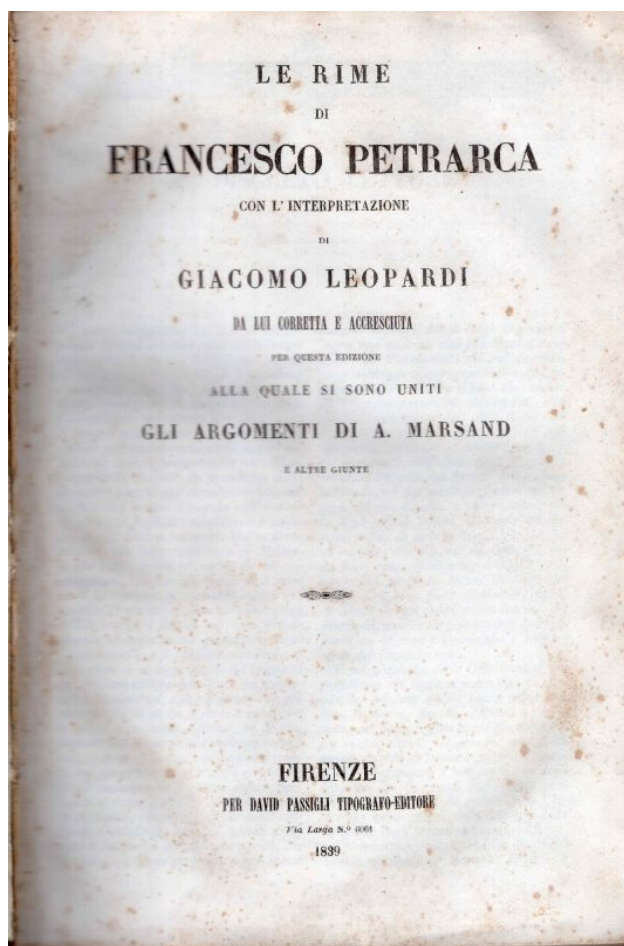 LE RIME
DI
FRANCESCO PETRARCA
CON L' INTERPRETAZIONE
DI
GIACOMO LEOPARDI
DA LUI CORRETTA E ACCRESCIUTA
PER QUESTA EDIZIONE
ALLA QUALE SI SONO UNITI
GLI ARGOMENTI DI A. MARSAND
E ALTRE GIUNTE
FIRENZE
PER DAVID PASSIGLI TIPOGRAFO-EDITORE
Via Larga N.º 6061
1839